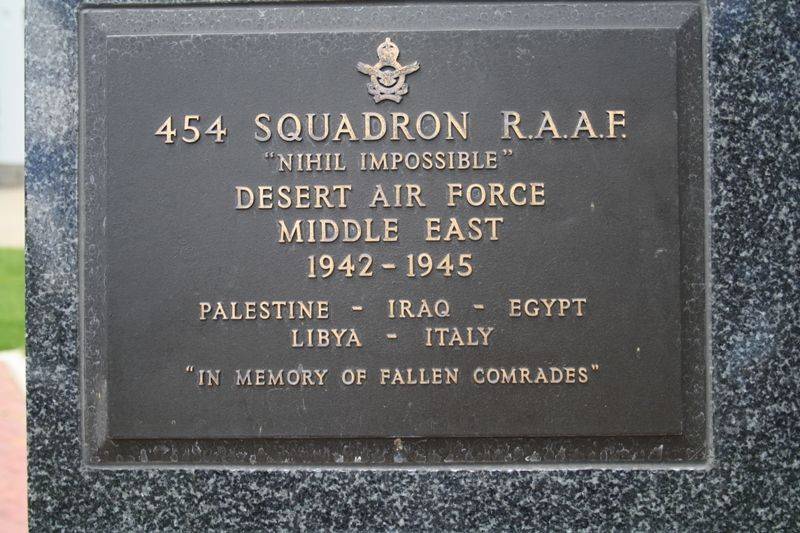 454 SQUADRON R.A.A.F.
"NIHIL IMPOSSIBLE"
DESERT AIR FORCE
MIDDLE EAST
1942 - 1945
PALESTINE - IRAQ - EGYPT
LIBYA - ITALY
"IN MEMORY OF FALLEN COMRADES"